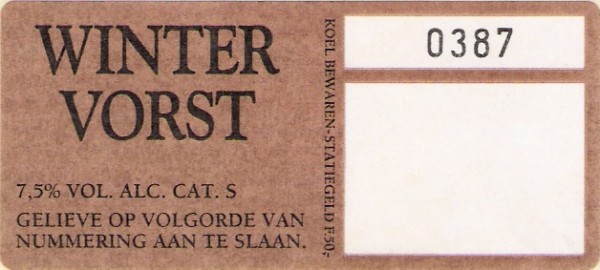 WINTER
VORST
7,5% VOL. ALC. CAT. S
GELIEVE OP VOLGORDE VAN
NUMMERING AAN TE SLAAN.
KOEL BEWAREN-STATIEGELD F.50,-
0387